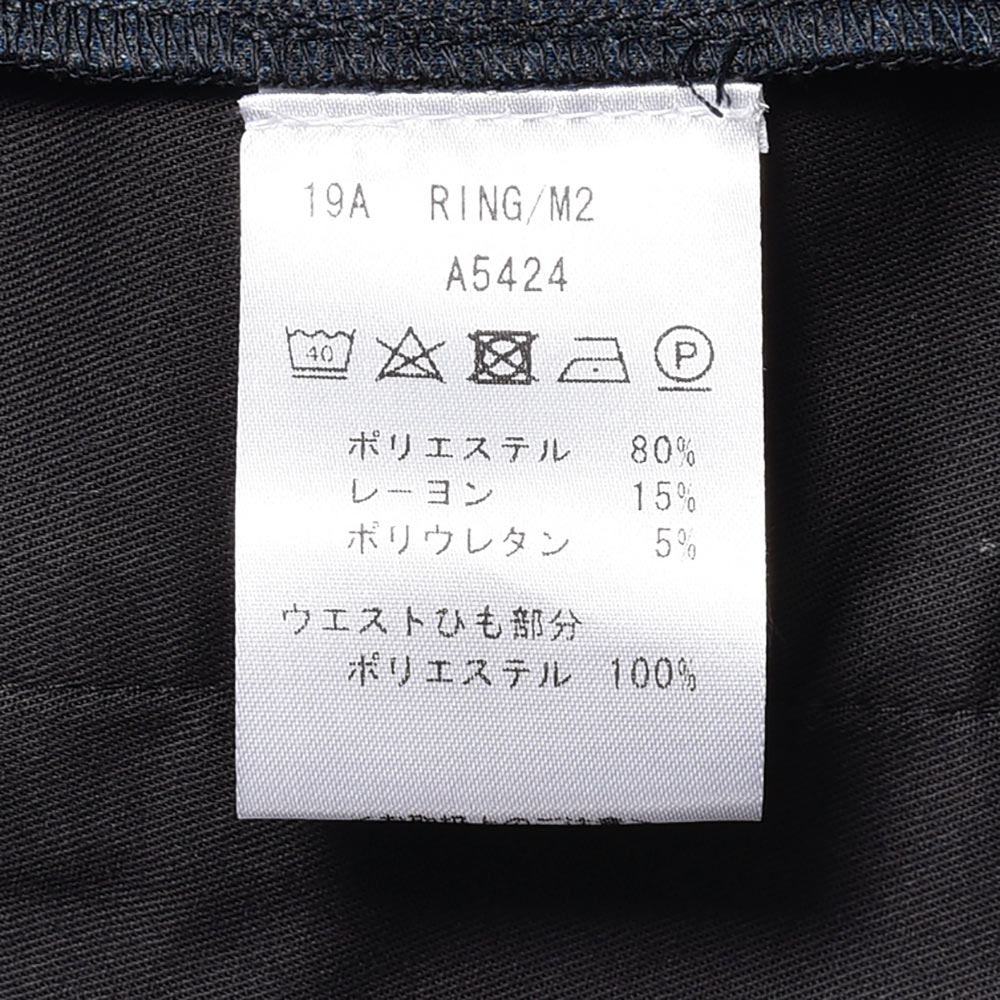 19A RING/M2
A5424
40 P
ポリエステル 80%
レーヨン 15%
ポリウレタン 5%
ウエストひも部分
ポリエステル 100%